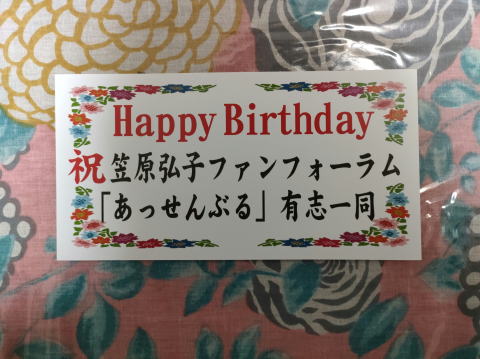 Happy Birthday
祝 笠原弘子ファンフォーラム
「あっせんぶる」有志一同